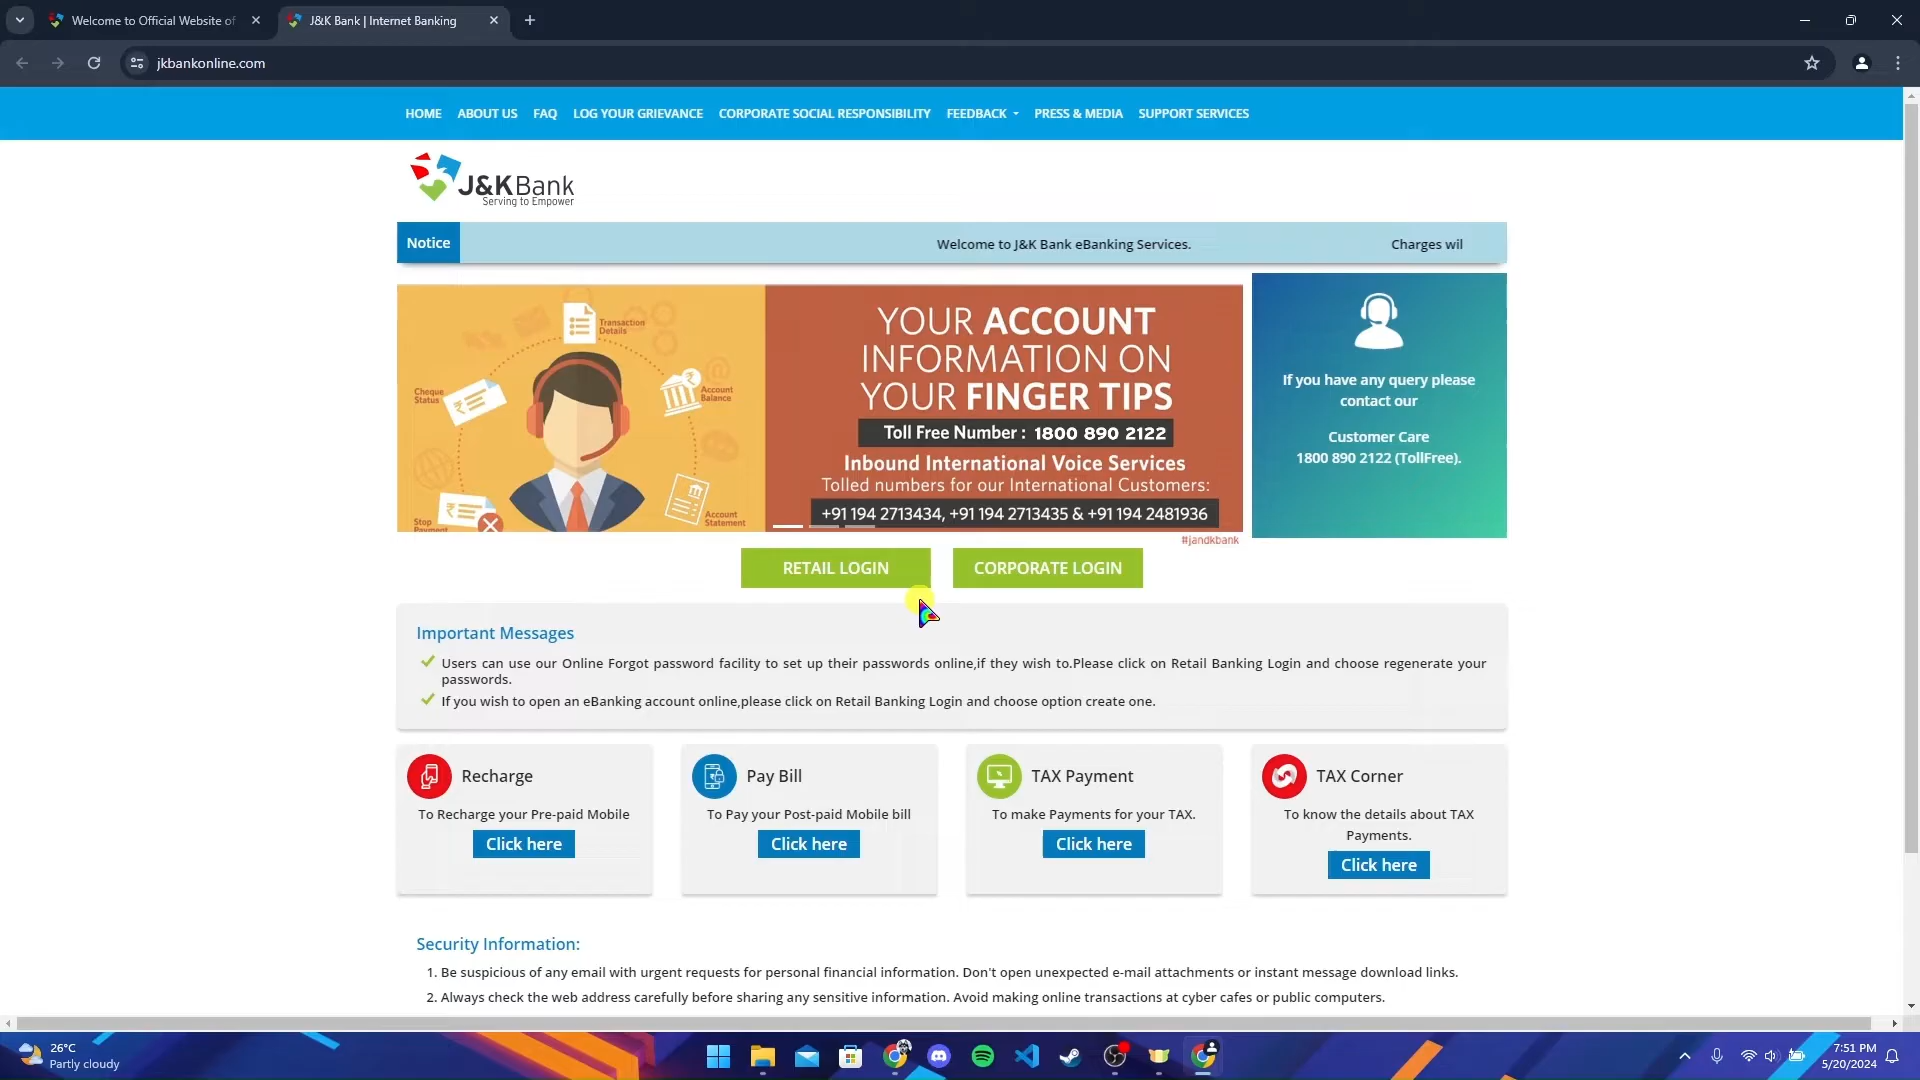 Welcome to Official Website of
J&K Bank | Internet Banking
jkbankonline.com
HOME ABOUT US FAQ LOG YOUR GRIEVANCE CORPORATE SOCIAL RESPONSIBILITY FEEDBACK PRESS & MEDIA SUPPORT SERVICES
J&K Bank
Serving to Empower
Notice Welcome to J&K Bank eBanking Services. Charges wil
Transaction
Details
Cheque
Status
Account
Balance
Stop
Payment
Account
Statement
YOUR ACCOUNT
INFORMATION ON
YOUR FINGER TIPS
Toll Free Number : 1800 890 2122
Inbound International Voice Services
Tolled numbers for our International Customers:
+91 194 2713434, +91 194 2713435 & +91 194 2481936
#jandkbank
If you have any query please
contact our
Customer Care
1800 890 2122 (TollFree).
RETAIL LOGIN CORPORATE LOGIN
Important Messages
Users can use our Online Forgot password facility to set up their passwords online,if they wish to.Please click on Retail Banking Login and choose regenerate your
passwords.
If you wish to open an eBanking account online,please click on Retail Banking Login and choose option create one.
Recharge
To Recharge your Pre-paid Mobile
Click here
Pay Bill
To Pay your Post-paid Mobile bill
Click here
TAX Payment
To make Payments for your TAX.
Click here
TAX Corner
To know the details about TAX
Payments.
Click here
Security Information:
1. Be suspicious of any email with urgent requests for personal financial information. Don't open unexpected e-mail attachments or instant message download links.
2. Always check the web address carefully before sharing any sensitive information. Avoid making online transactions at cyber cafes or public computers.
26°C
Partly cloudy
7:51 PM
5/20/2024